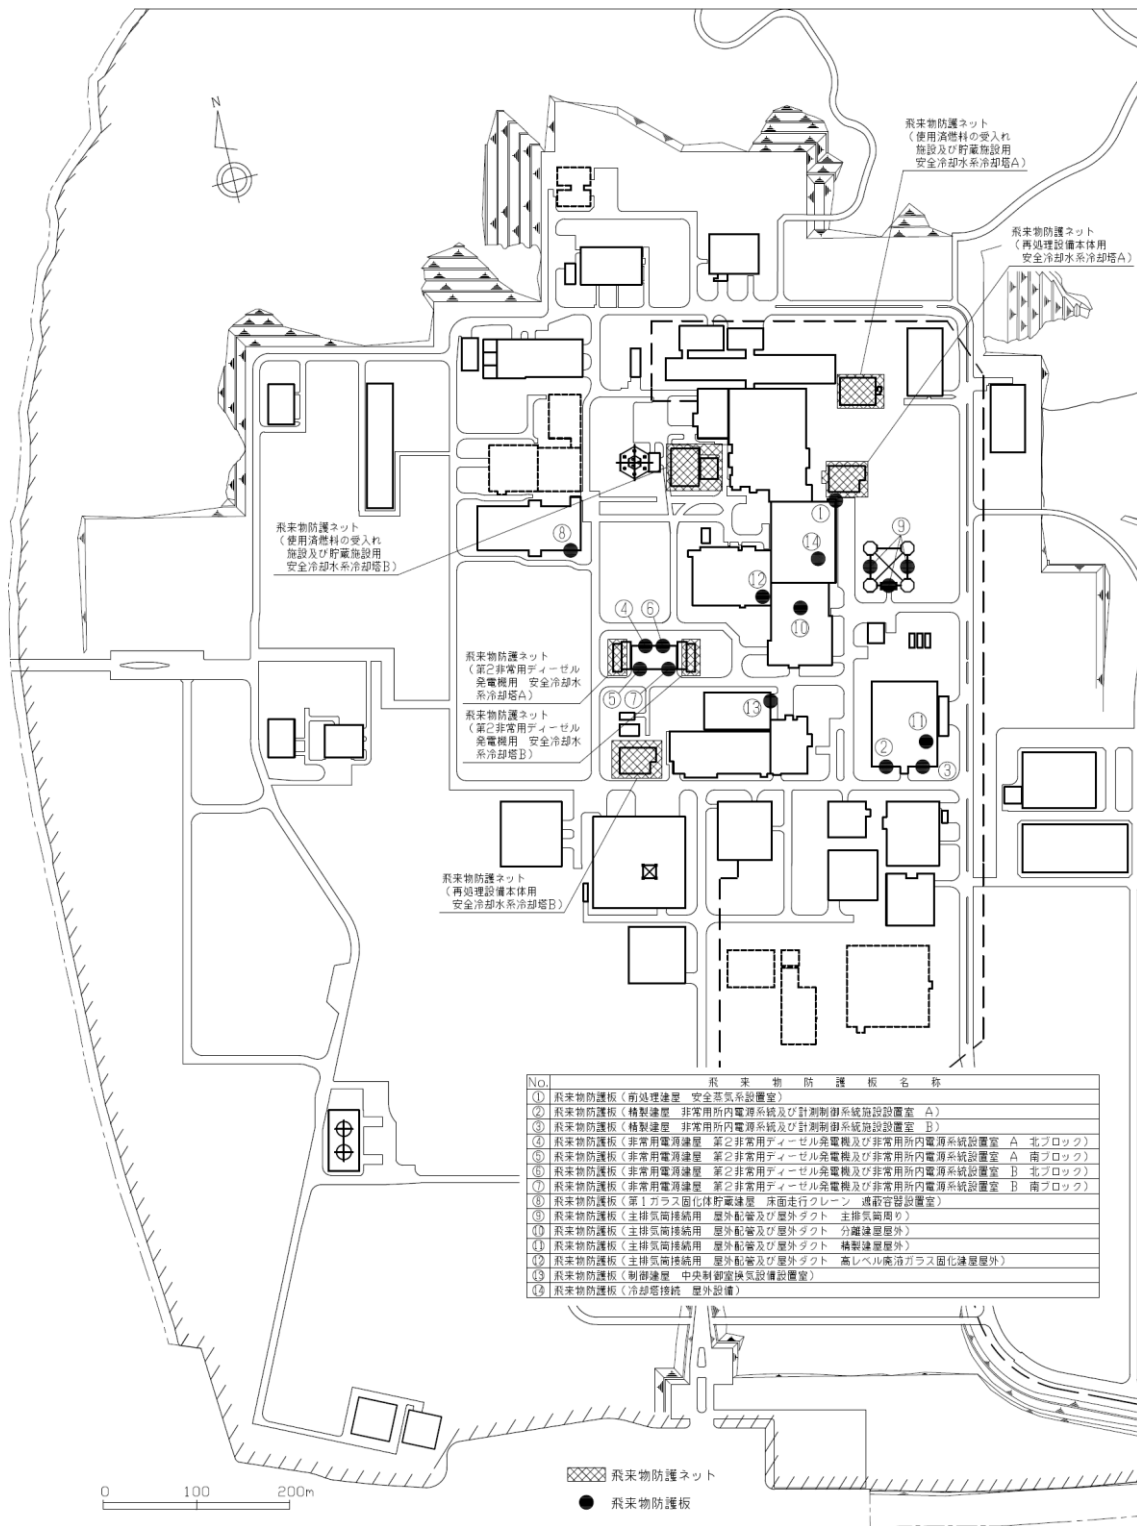 N
飛来物防護ネット
(使用済燃料の受入れ
施設及び貯蔵施設用
安全冷却水系冷却塔A)
飛来物防護ネット
(再処理設備本体用
安全冷却水系冷却塔A)
飛来物防護ネット
(使用済燃料の受入れ
施設及び貯蔵施設用
安全冷却水系冷却塔B)
⑧
①
⑭
⑨
⑫
⑩
④ ⑥
飛来物防護ネット
(第2非常用ディーゼル
発電機用 安全冷却水
系冷却塔A)
⑤ ⑦
飛来物防護ネット
(第2非常用ディーゼル
発電機用 安全冷却水
系冷却塔B)
⑬
⑪
②
③
飛来物防護ネット
(再処理設備本体用
安全冷却水系冷却塔B)
No. 飛来物防護板名称
① 飛来物防護板(前処理建屋 安全蒸気系設置室)
② 飛来物防護板(精製建屋 非常用所内電源系統及び計測制御系統施設設置室 A)
③ 飛来物防護板(精製建屋 非常用所内電源系統及び計測制御系統施設設置室 B)
④ 飛来物防護板(非常用電源建屋 第2非常用ディーゼル発電機及び非常用所内電源系統設置室 A 北ブロック)
⑤ 飛来物防護板(非常用電源建屋 第2非常用ディーゼル発電機及び非常用所内電源系統設置室 A 南ブロック)
⑥ 飛来物防護板(非常用電源建屋 第2非常用ディーゼル発電機及び非常用所内電源系統設置室 B 北ブロック)
⑦ 飛来物防護板(非常用電源建屋 第2非常用ディーゼル発電機及び非常用所内電源系統設置室 B 南ブロック)
⑧ 飛来物防護板(第1ガラス固化体貯蔵建屋 床面走行クレーン 遮蔽容器設置室)
⑨ 飛来物防護板(主排気筒接続用 屋外配管及び屋外ダクト 主排気筒周り)
⑩ 飛来物防護板(主排気筒接続用 屋外配管及び屋外ダクト 分離建屋屋外)
⑪ 飛来物防護板(主排気筒接続用 屋外配管及び屋外ダクト 精製建屋屋外)
⑫ 飛来物防護板(主排気筒接続用 屋外配管及び屋外ダクト 高レベル廃液ガラス固化建屋屋外)
⑬ 飛来物防護板(制御建屋 中央制御室換気設備設置室)
⑭ 飛来物防護板(冷却塔接続 屋外設備)
0 100 200m
飛来物防護ネット
飛来物防護板